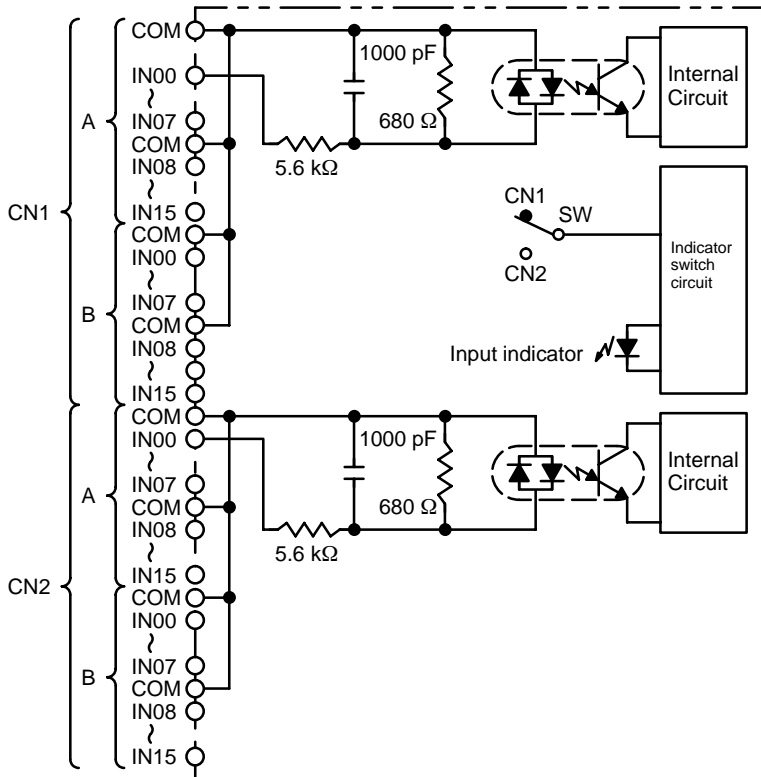 CN1
A
COM
IN00
~
IN07
COM
IN08
~
IN15
B
COM
IN00
~
IN07
COM
IN08
~
IN15
1000 pF
680 Ω
5.6 kΩ
Internal
Circuit
CN1
SW
CN2
Indicator
switch
circuit
Input indicator
CN2
A
COM
IN00
~
IN07
COM
IN08
~
IN15
B
COM
IN00
~
IN07
COM
IN08
~
IN15
1000 pF
680 Ω
5.6 kΩ
Internal
Circuit